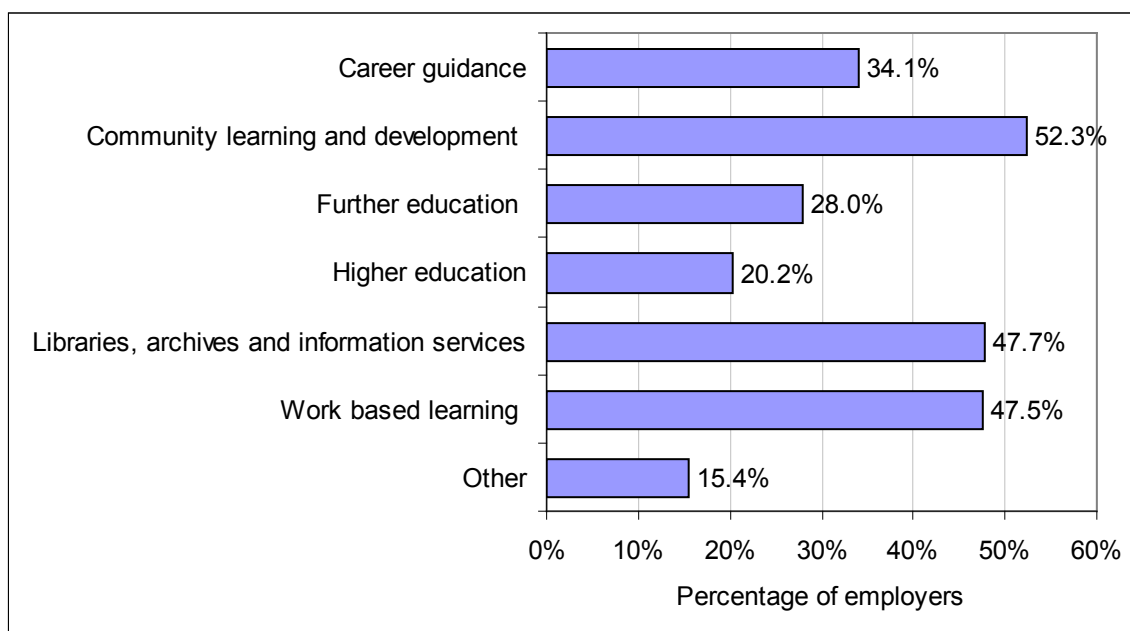 Career guidance 34.1%
Community learning and development 52.3%
Further education 28.0%
Higher education 20.2%
Libraries, archives and information services 47.7%
Work based learning 47.5%
Other 15.4%
0% 10% 20% 30% 40% 50% 60%
Percentage of employers